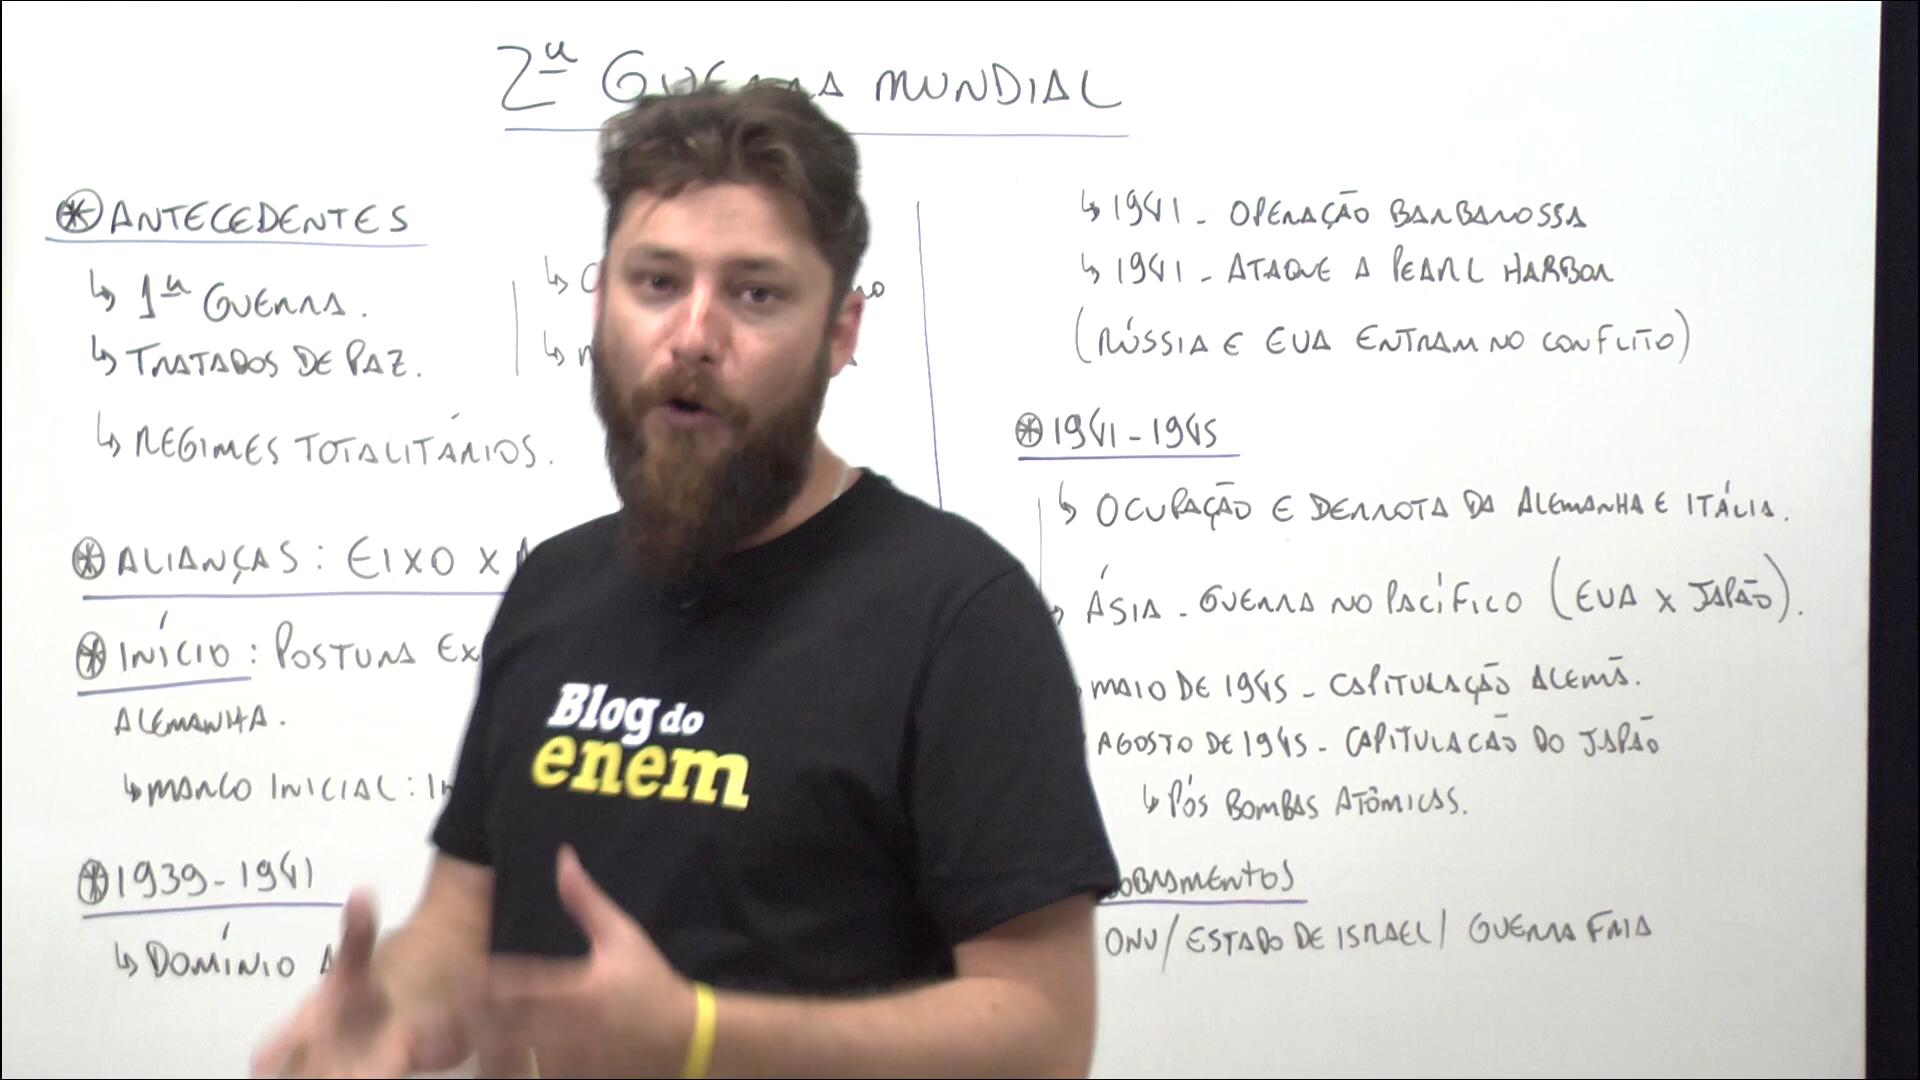 2ª GUERRA MUNDIAL
⊛ ANTECEDENTES
↳ 1ª GUERRA.
↳ TRATADOS DE PAZ.
↳ REGIMES TOTALITÁRIOS.
⊛ ALIANÇAS: EIXO X
⊛ INÍCIO: POSTURA
ALEMANHA.
↳ MARCO INICIAL:
⊛ 1939-1941
↳ DOMÍNIO
↳ 1941 - OPERAÇÃO BARBAROSSA
↳ 1941 - ATAQUE A PEARL HARBOR
(RÚSSIA E EUA ENTRAM NO CONFLITO)
⊛ 1941-1945
↳ OCUPAÇÃO E DERROTA DA ALEMANHA E ITÁLIA.
ÁSIA - GUERRA NO PACÍFICO (EUA X JAPÃO).
MAIO DE 1945 - CAPITULAÇÃO ALEMÃ.
AGOSTO DE 1945 - CAPITULACÃO DO JAPÃO
↳ PÓS BOMBAS ATÔMICAS.
ONU / ESTADO DE ISRAEL / GUERRA FRIA
Blog do
enem